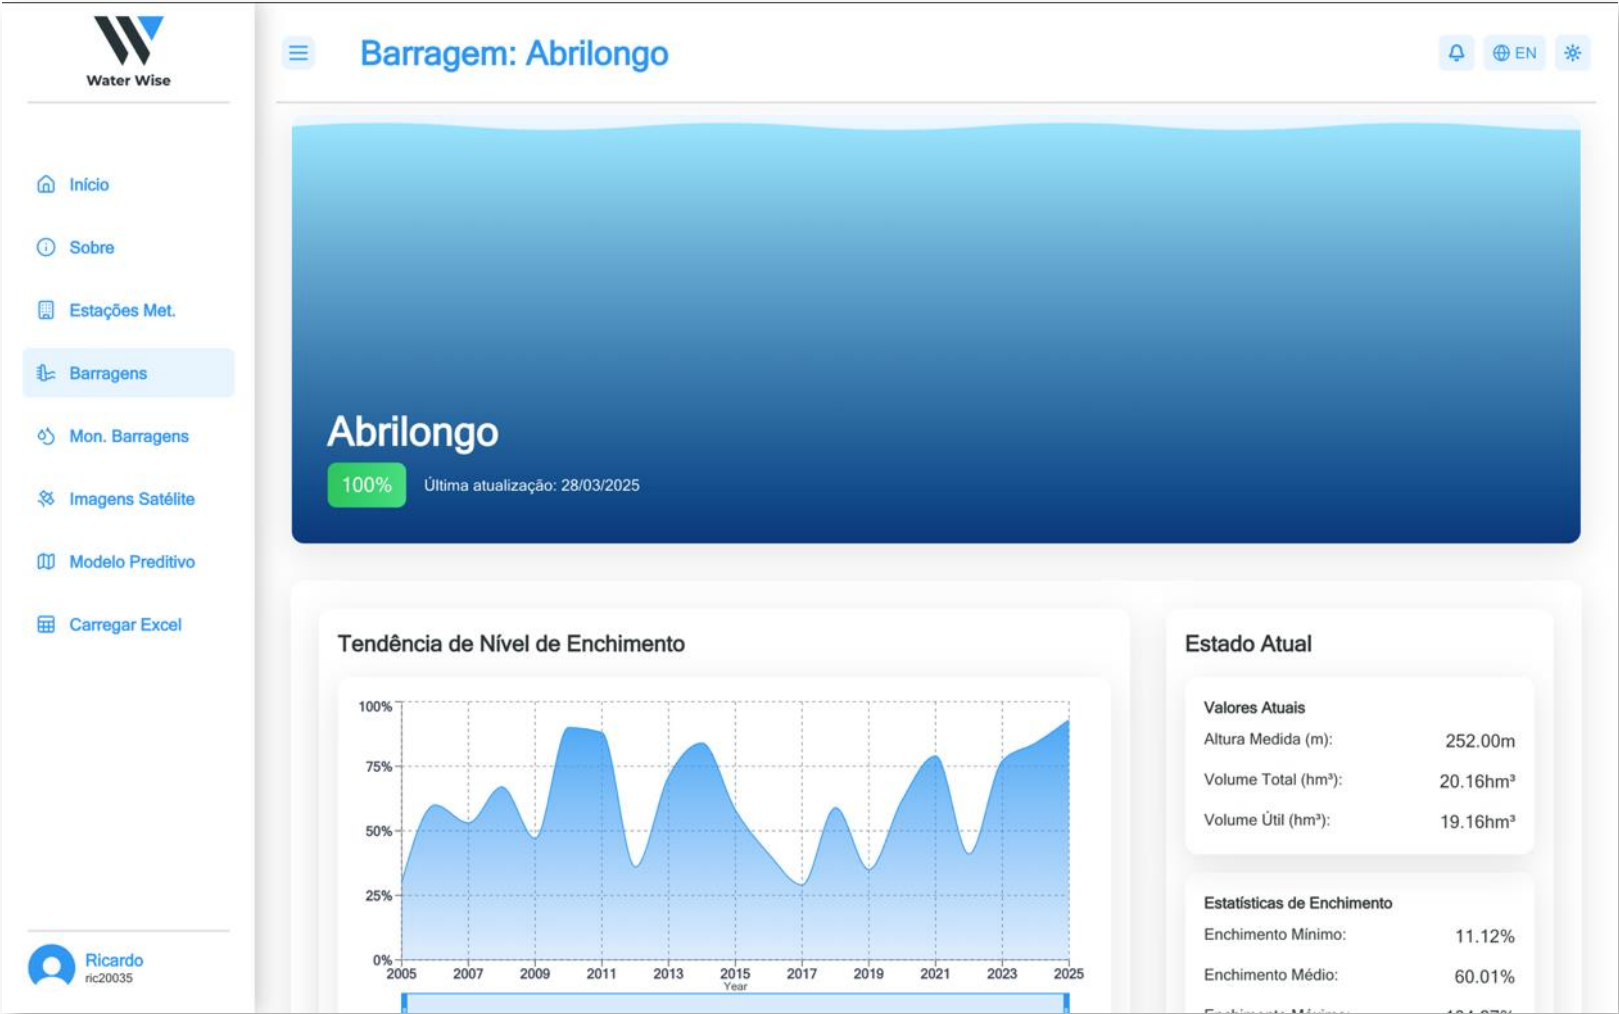 Water Wise
Barragem: Abrilongo
EN
Início
Sobre
Estações Met.
Barragens
Mon. Barragens
Imagens Satélite
Modelo Preditivo
Carregar Excel
Ricardo
ric20035
Abrilongo
100% Última atualização: 28/03/2025
Tendência de Nível de Enchimento
100%
75%
50%
25%
0%
2005 2007 2009 2011 2013 2015 2017 2019 2021 2023 2025
Year
Estado Atual
Valores Atuais
Altura Medida (m): 252.00m
Volume Total (hm³): 20.16hm³
Volume Útil (hm³): 19.16hm³
Estatísticas de Enchimento
Enchimento Mínimo: 11.12%
Enchimento Médio: 60.01%